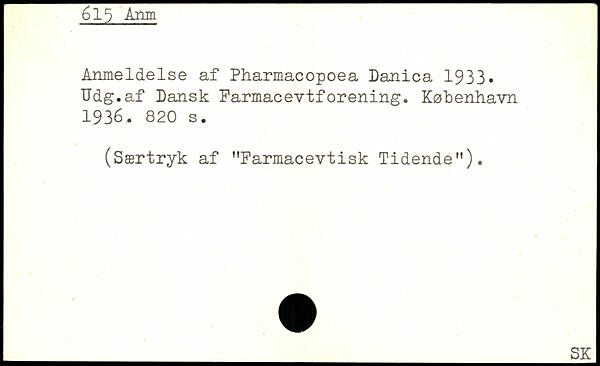 615 Anm
Anmeldelse af Pharmacopoea Danica 1933.
Udg.af Dansk Farmacevtforening. København
1936. 820 s.
(Særtryk af "Farmacevtisk Tidende").
SK